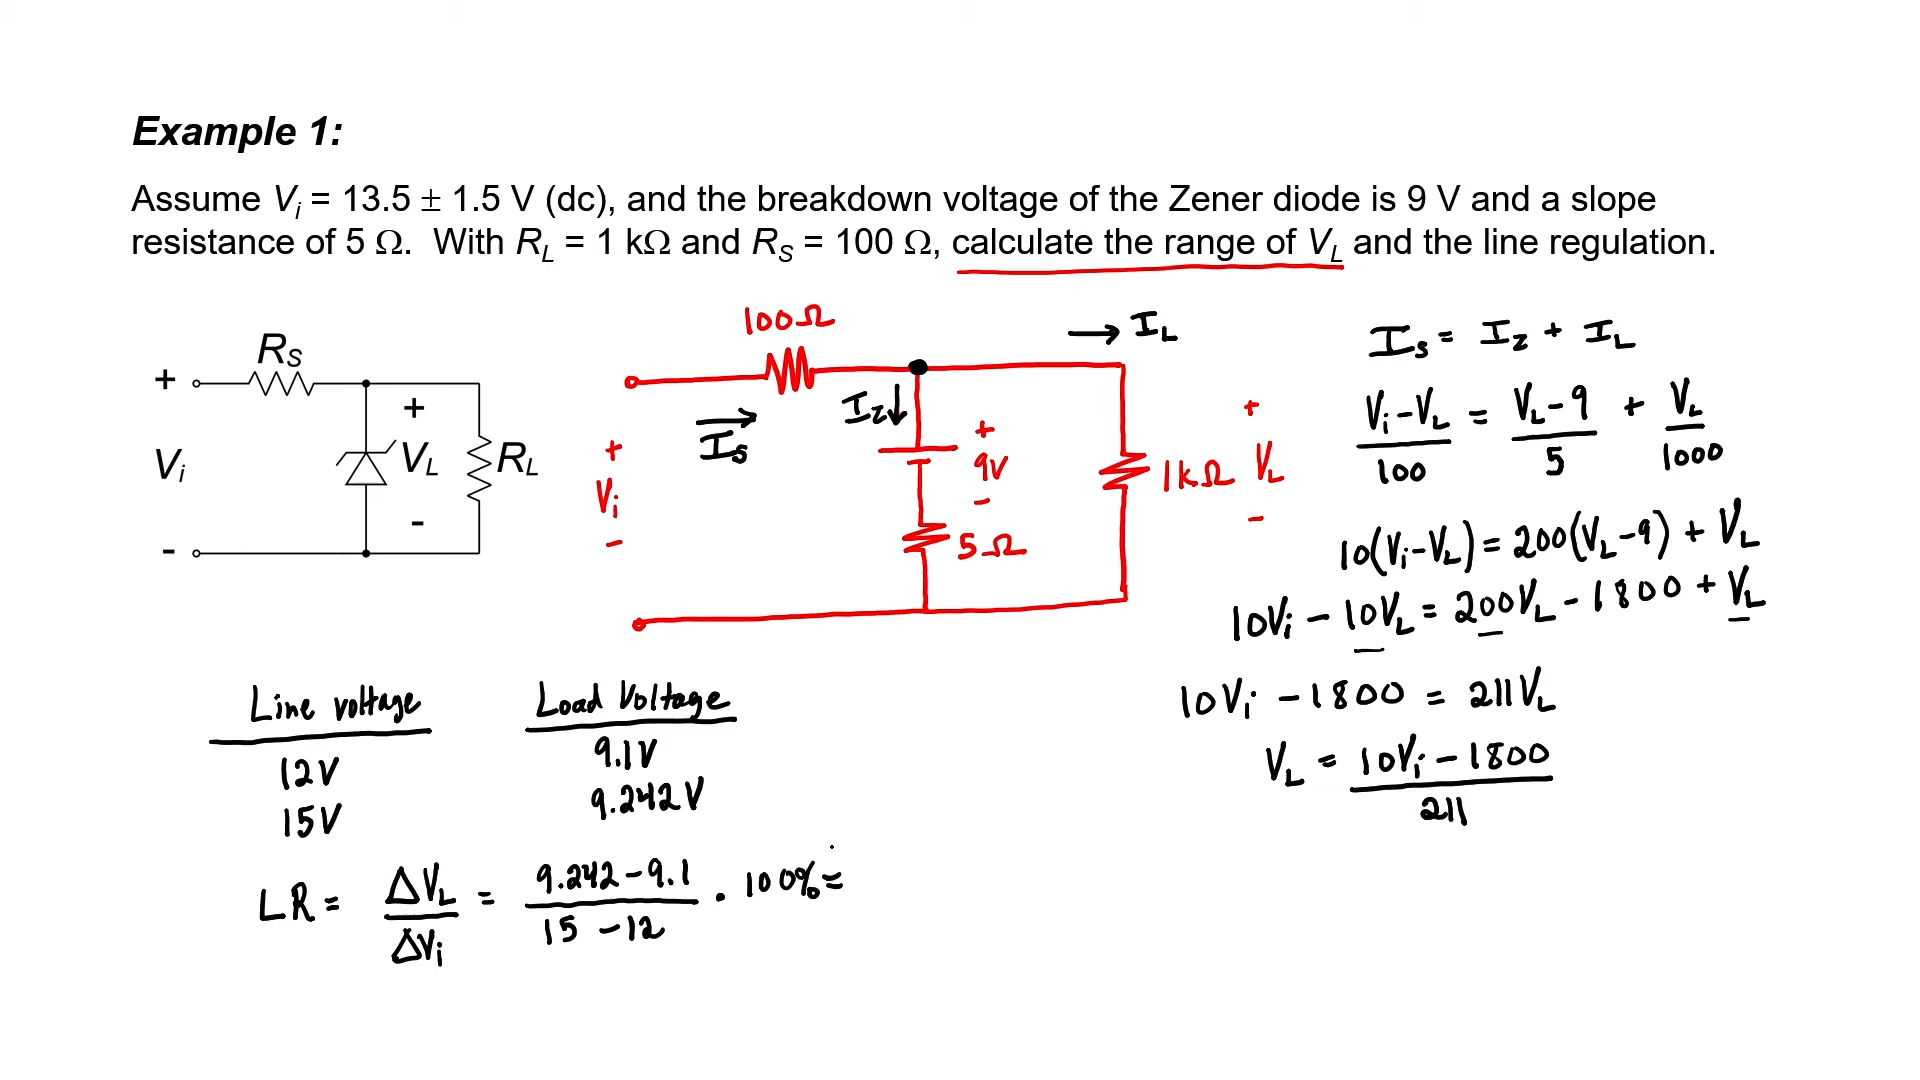 Example 1:
Assume Vi = 13.5 ± 1.5 V (dc), and the breakdown voltage of the Zener diode is 9 V and a slope
resistance of 5 Ω. With RL = 1 kΩ and RS = 100 Ω, calculate the range of VL and the line regulation.
RS
+
Vi
-
+
VL
-
RL
100Ω
IS
IZ
IL
+
Vi
-
+
9V
-
5Ω
1kΩ
+
VL
-
Is = Iz + IL
(Vi-VL)/100 = (VL-9)/5 + VL/1000
10(Vi-VL) = 200(VL-9) + VL
10Vi - 10VL = 200VL - 1800 + VL
10Vi - 1800 = 211VL
VL = (10Vi - 1800)/211
Line voltage Load Voltage
12V 9.1V
15V 9.242V
LR = ΔVL/ΔVi = (9.242-9.1)/(15-12) . 100% =